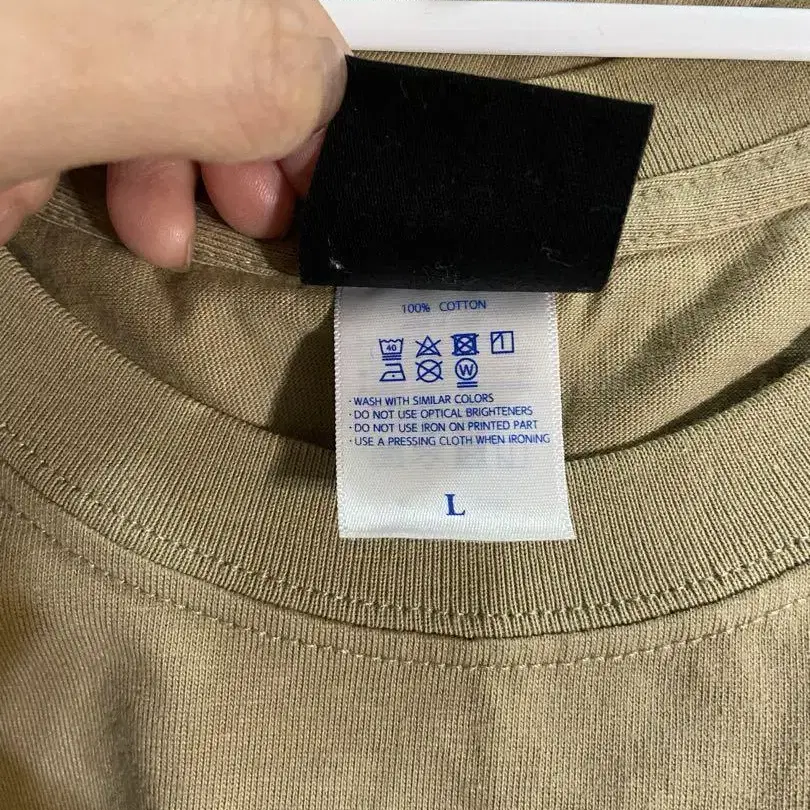 100% COTTON
40
W
· WASH WITH SIMILAR COLORS
· DO NOT USE OPTICAL BRIGHTENERS
· DO NOT USE IRON ON PRINTED PART
· USE A PRESSING CLOTH WHEN IRONING
L